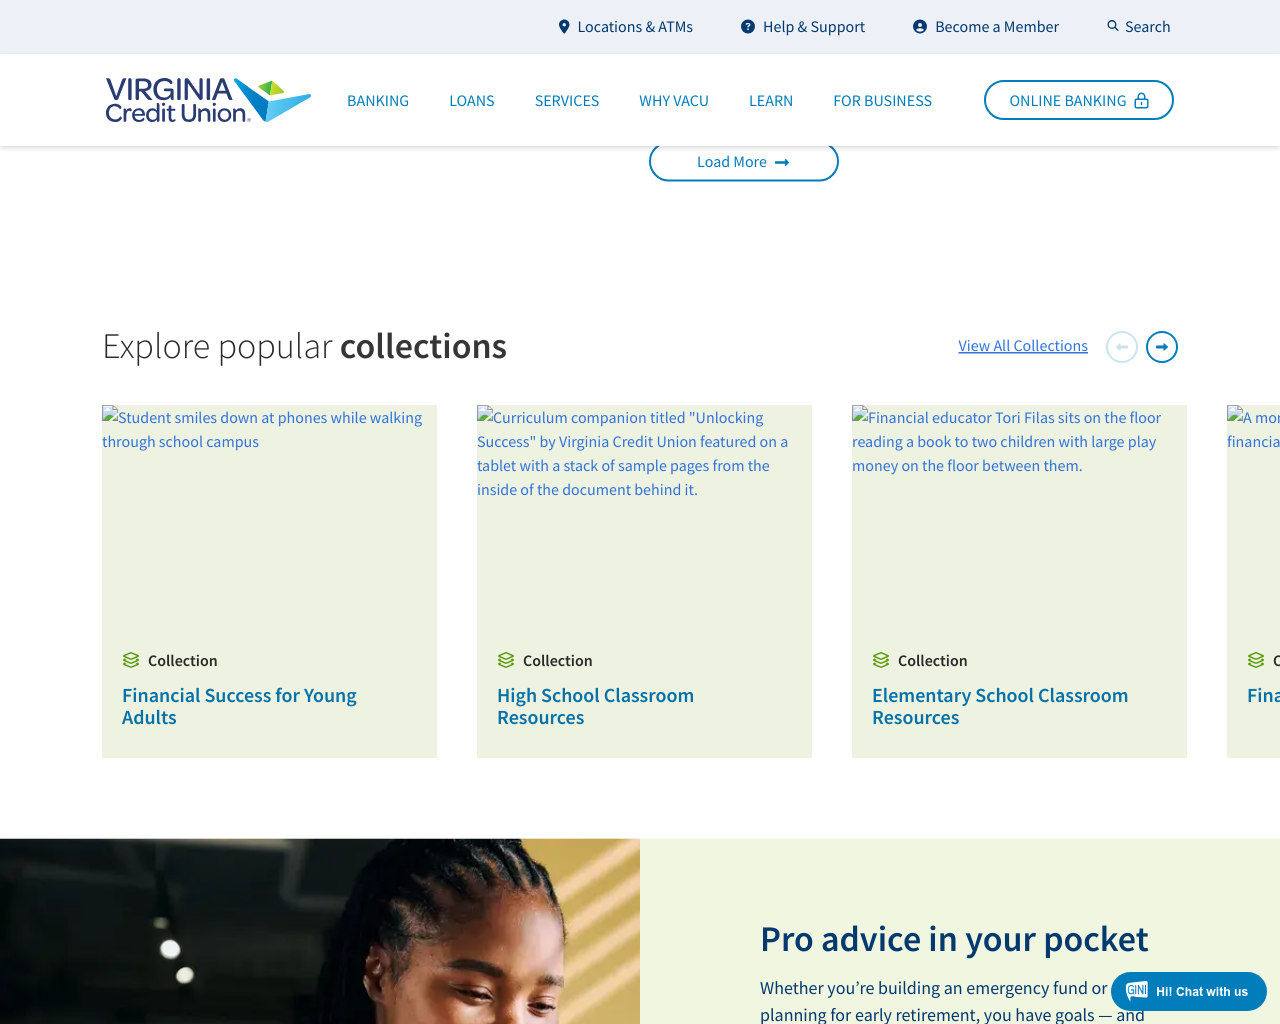 Locations & ATMs
Help & Support
Become a Member
Search
VIRGINIA
Credit Union
BANKING
LOANS
SERVICES
WHY VACU
LEARN
FOR BUSINESS
ONLINE BANKING
Load More
Explore popular collections
View All Collections
Student smiles down at phones while walking
through school campus
Collection
Financial Success for Young
Adults
Curriculum companion titled "Unlocking
Success" by Virginia Credit Union featured on a
tablet with a stack of sample pages from the
inside of the document behind it.
Collection
High School Classroom
Resources
Financial educator Tori Filas sits on the floor
reading a book to two children with large play
money on the floor between them.
Collection
Elementary School Classroom
Resources
Pro advice in your pocket
Whether you’re building an emergency fund or
planning for early retirement, you have goals — and
GINI
Hi! Chat with us